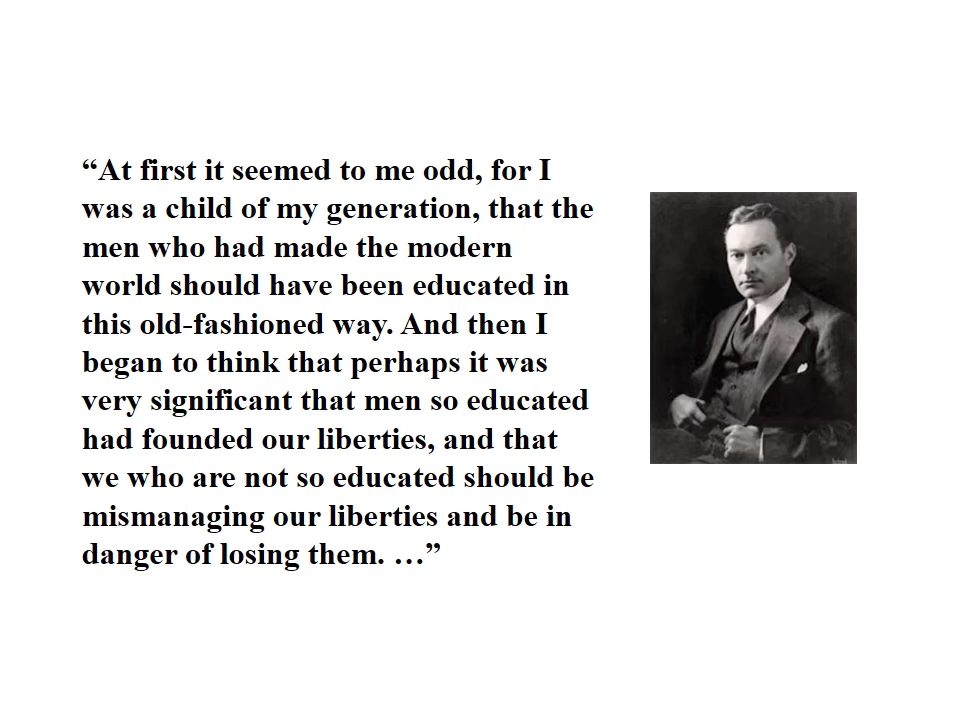 “At first it seemed to me odd, for I
was a child of my generation, that the
men who had made the modern
world should have been educated in
this old-fashioned way. And then I
began to think that perhaps it was
very significant that men so educated
had founded our liberties, and that
we who are not so educated should be
mismanaging our liberties and be in
danger of losing them. …”